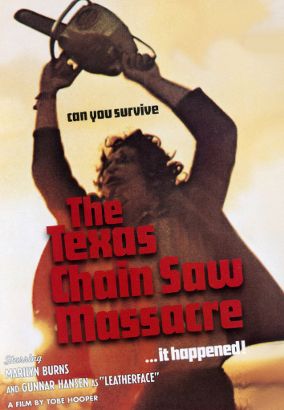 can you survive
The
Texas
Chain Saw
Massacre
...it happened!
Starring
MARILYN BURNS
AND GUNNAR HANSEN AS "LEATHERFACE"
A FILM BY TOBE HOOPER